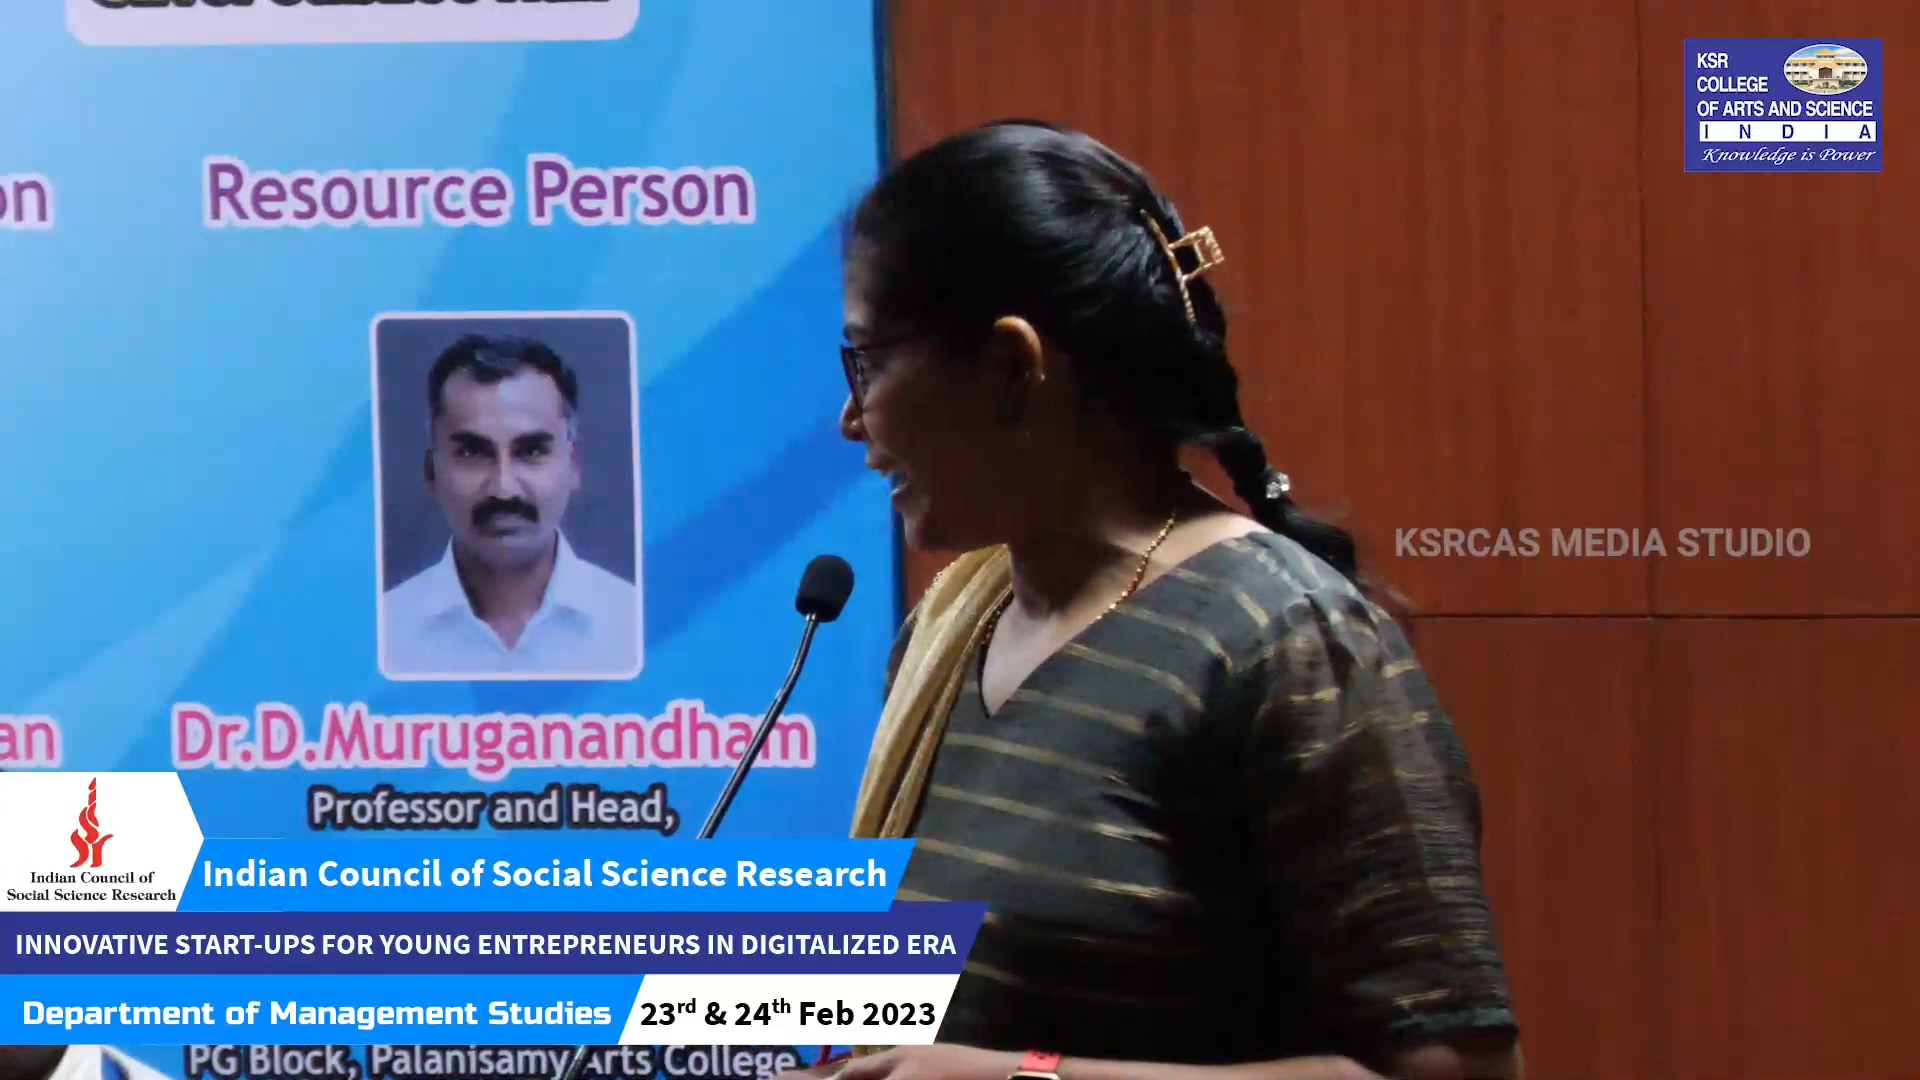 KSR
COLLEGE
OF ARTS AND SCIENCE
INDIA
Knowledge is Power
on
Resource Person
KSRCAS MEDIA STUDIO
an
Dr.D.Muruganandham
Professor and Head,
Indian Council of
Social Science Research
Indian Council of Social Science Research
INNOVATIVE START-UPS FOR YOUNG ENTREPRENEURS IN DIGITALIZED ERA
Department of Management Studies
23rd & 24th Feb 2023
PG Block, Palanisamy Arts College